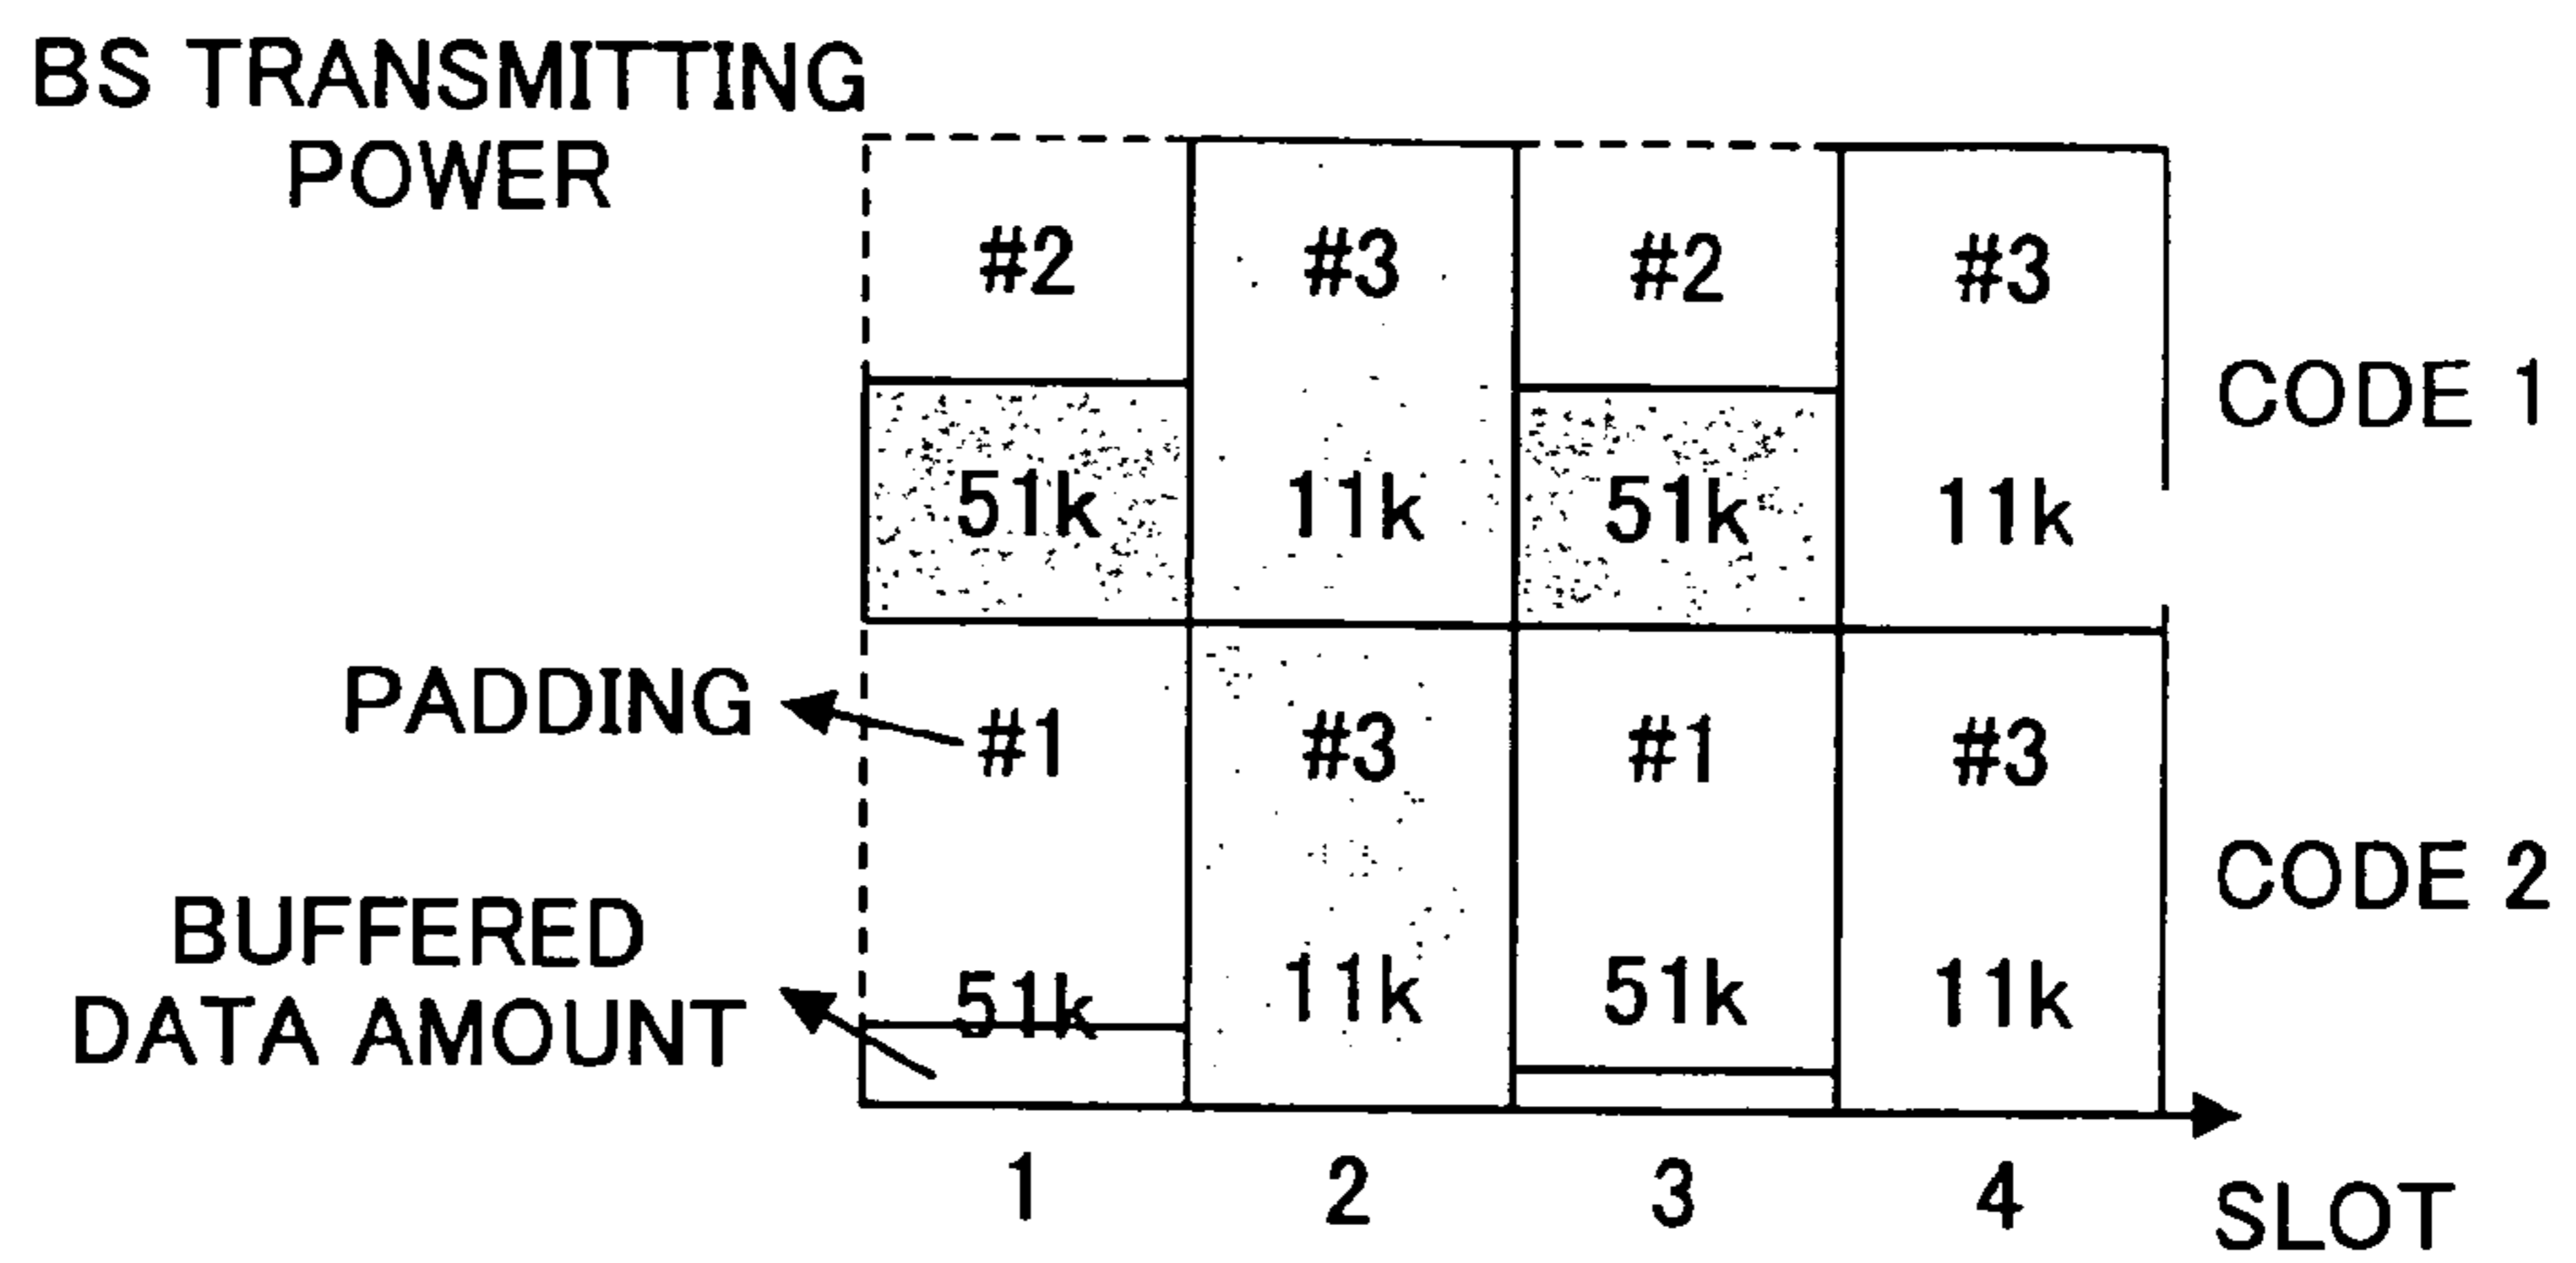 BS TRANSMITTING
POWER
#2 #3 #2 #3
CODE 1
51k 11k 51k 11k
PADDING
#1 #3 #1 #3
CODE 2
BUFFERED
DATA AMOUNT
51k 11k 51k 11k
1 2 3 4
SLOT